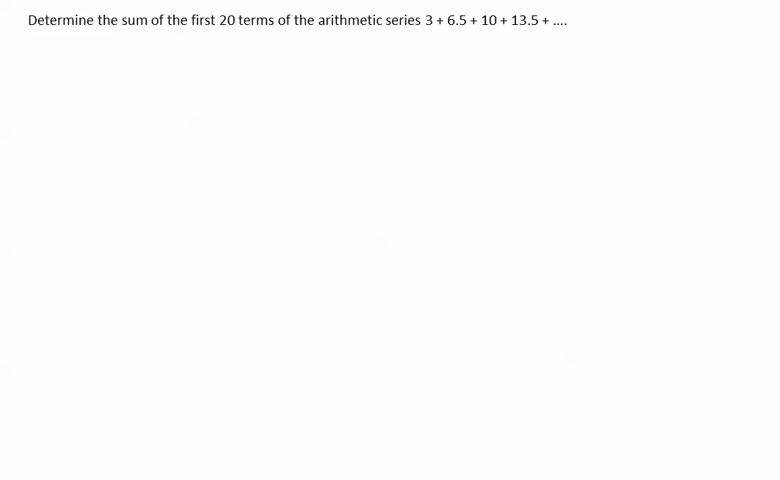 Determine the sum of the first 20 terms of the arithmetic series 3 + 6.5 + 10 + 13.5 + ....